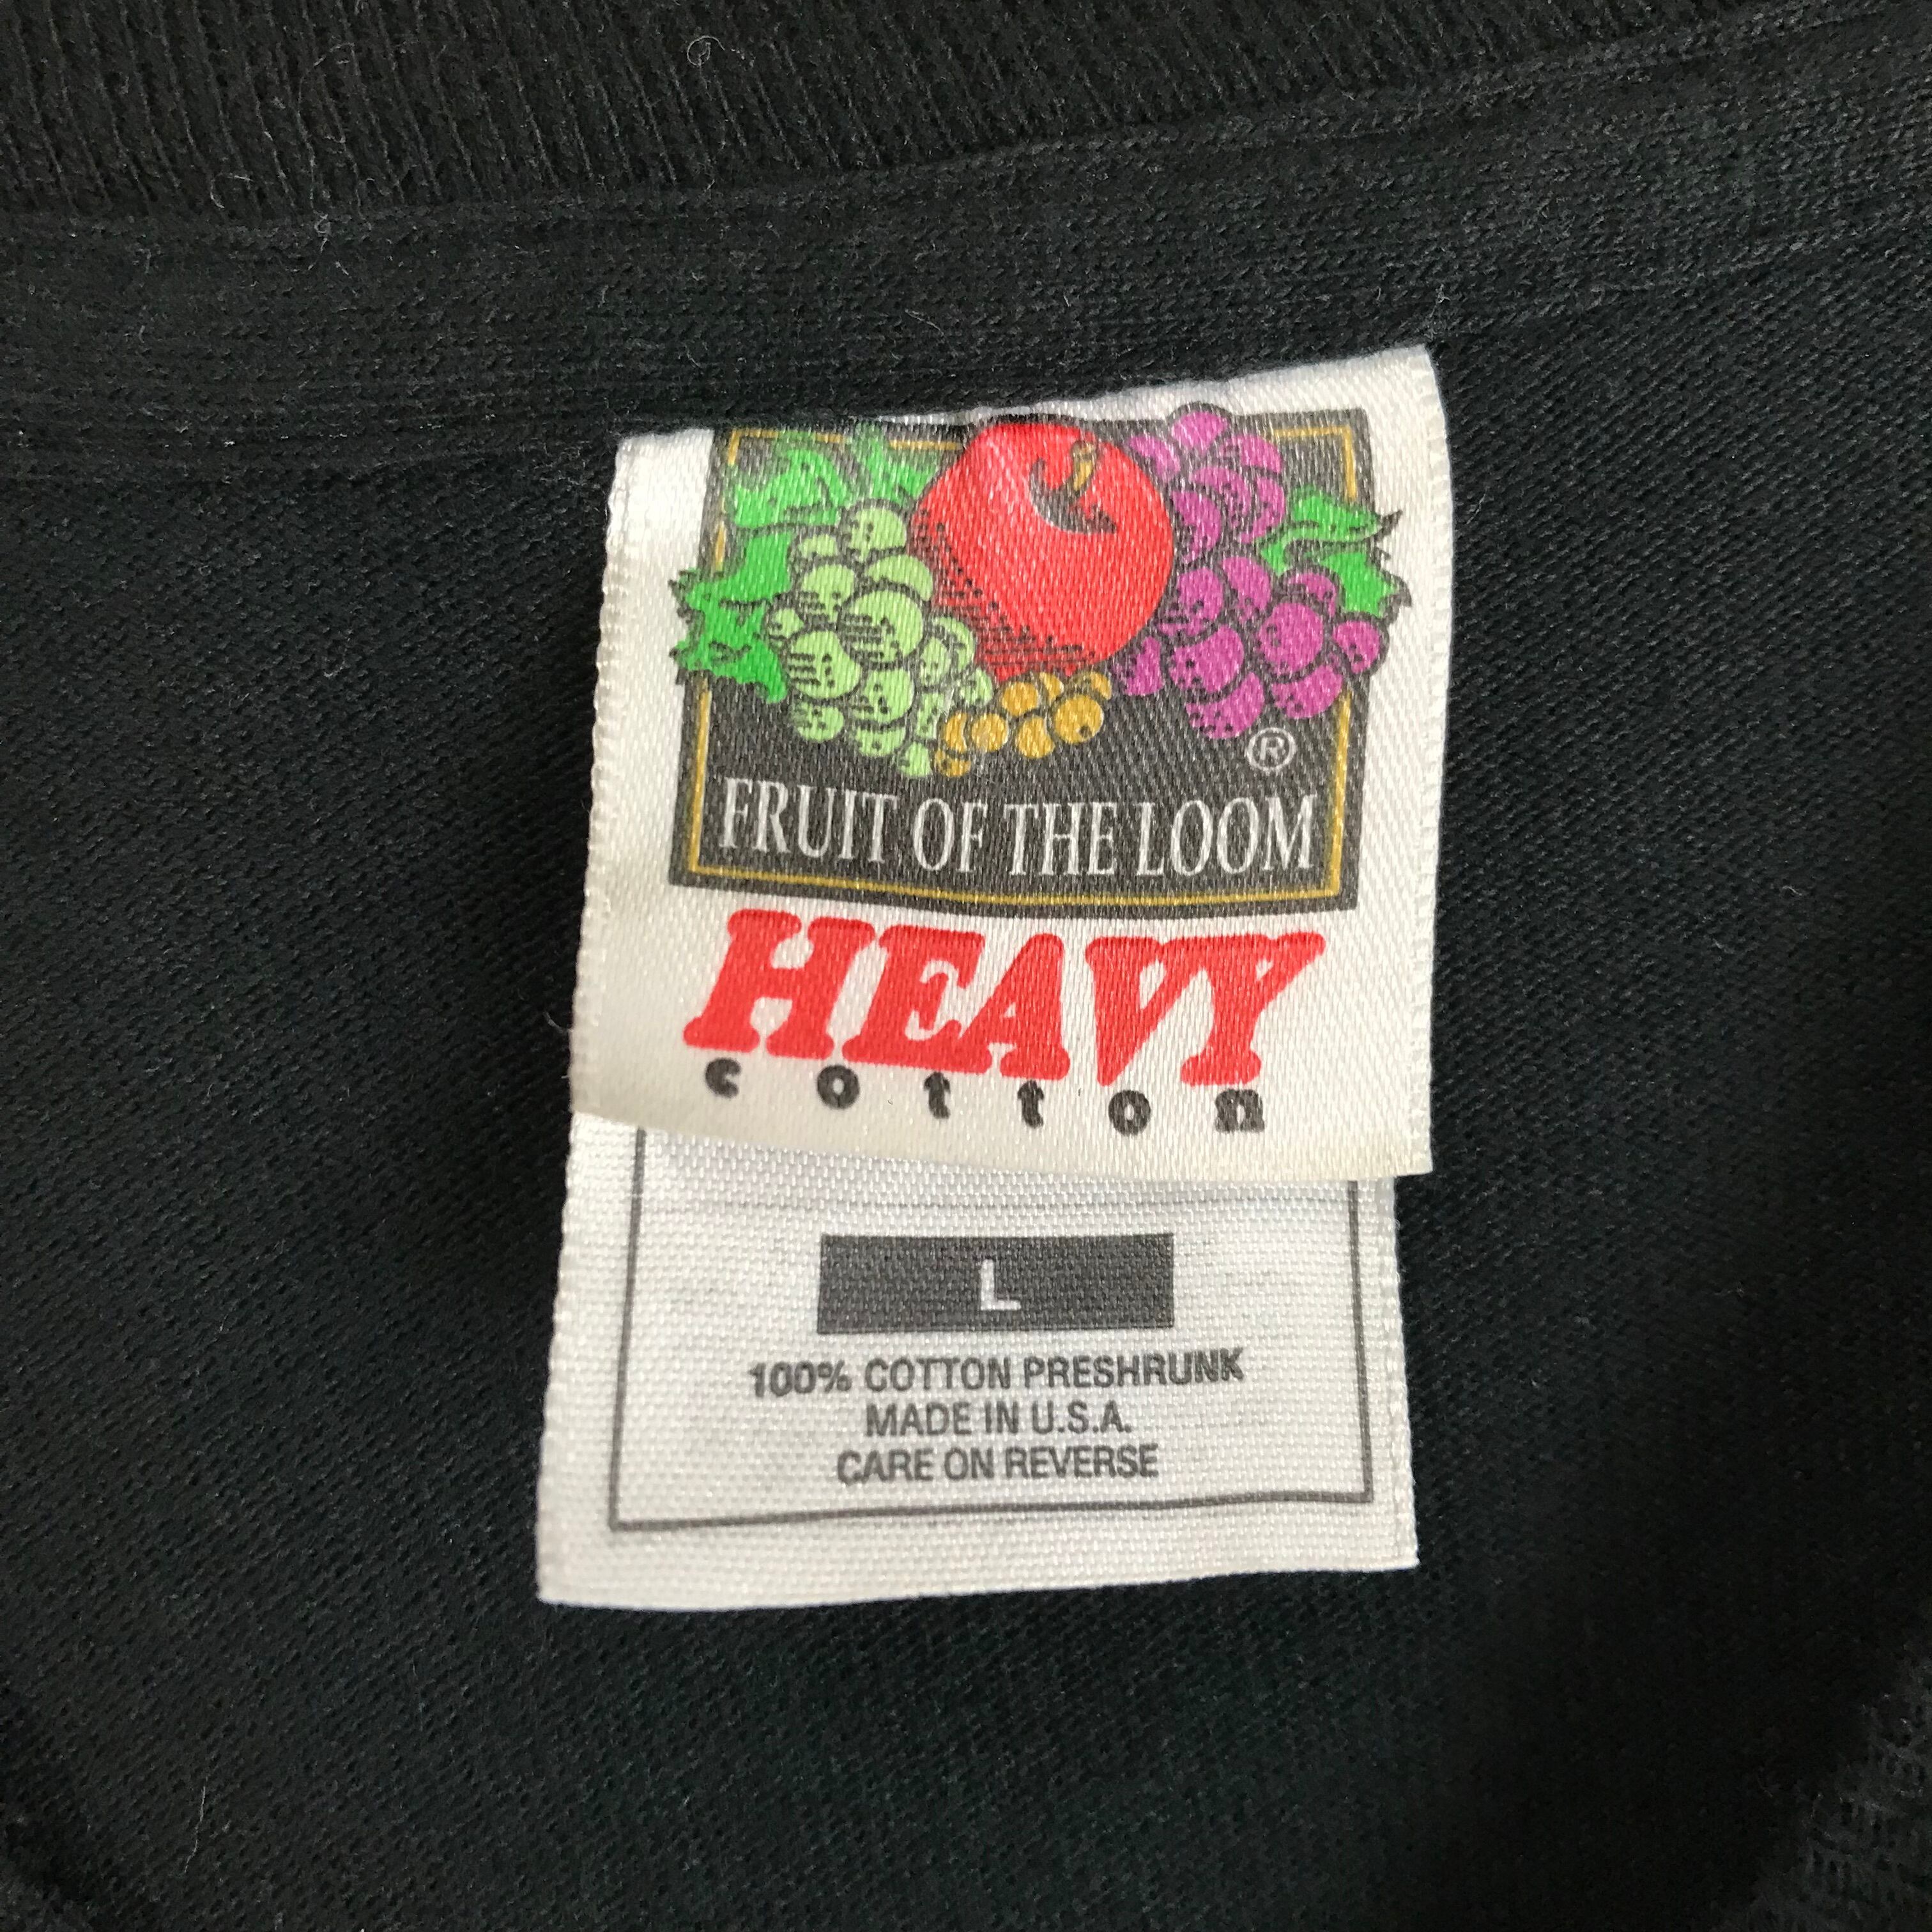 ®
FRUIT OF THE LOOM
HEAVY
cotton
L
100% COTTON PRESHRUNK
MADE IN U.S.A.
CARE ON REVERSE